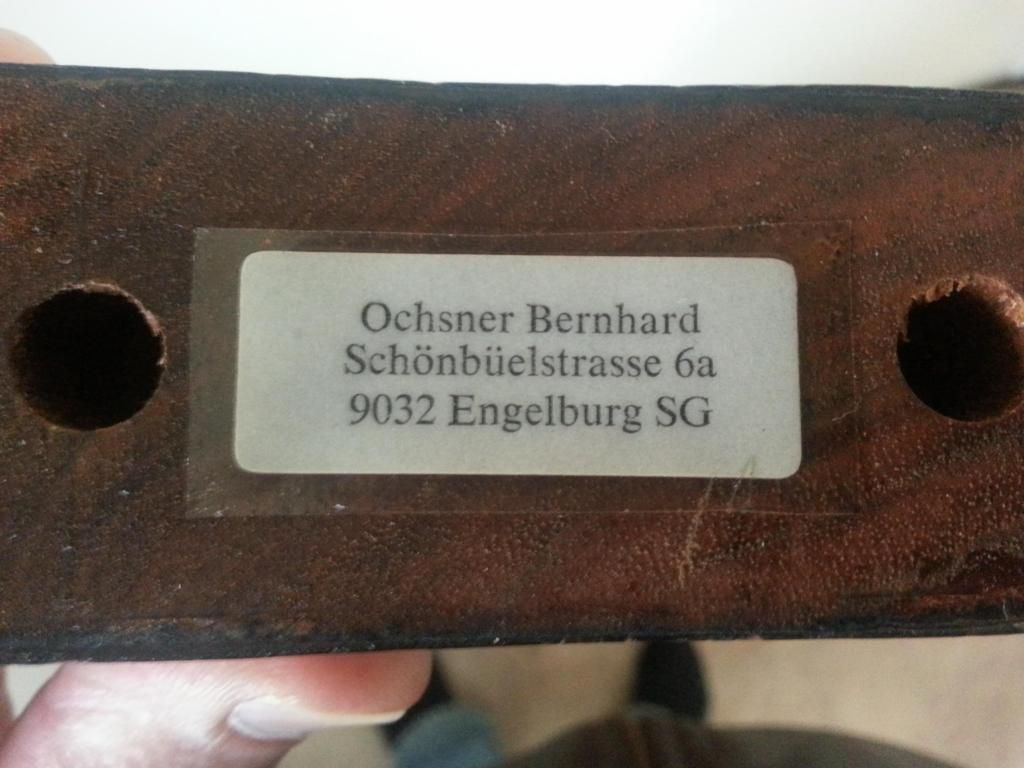 Ochsner Bernhard
Schönbüelstrasse 6a
9032 Engelburg SG